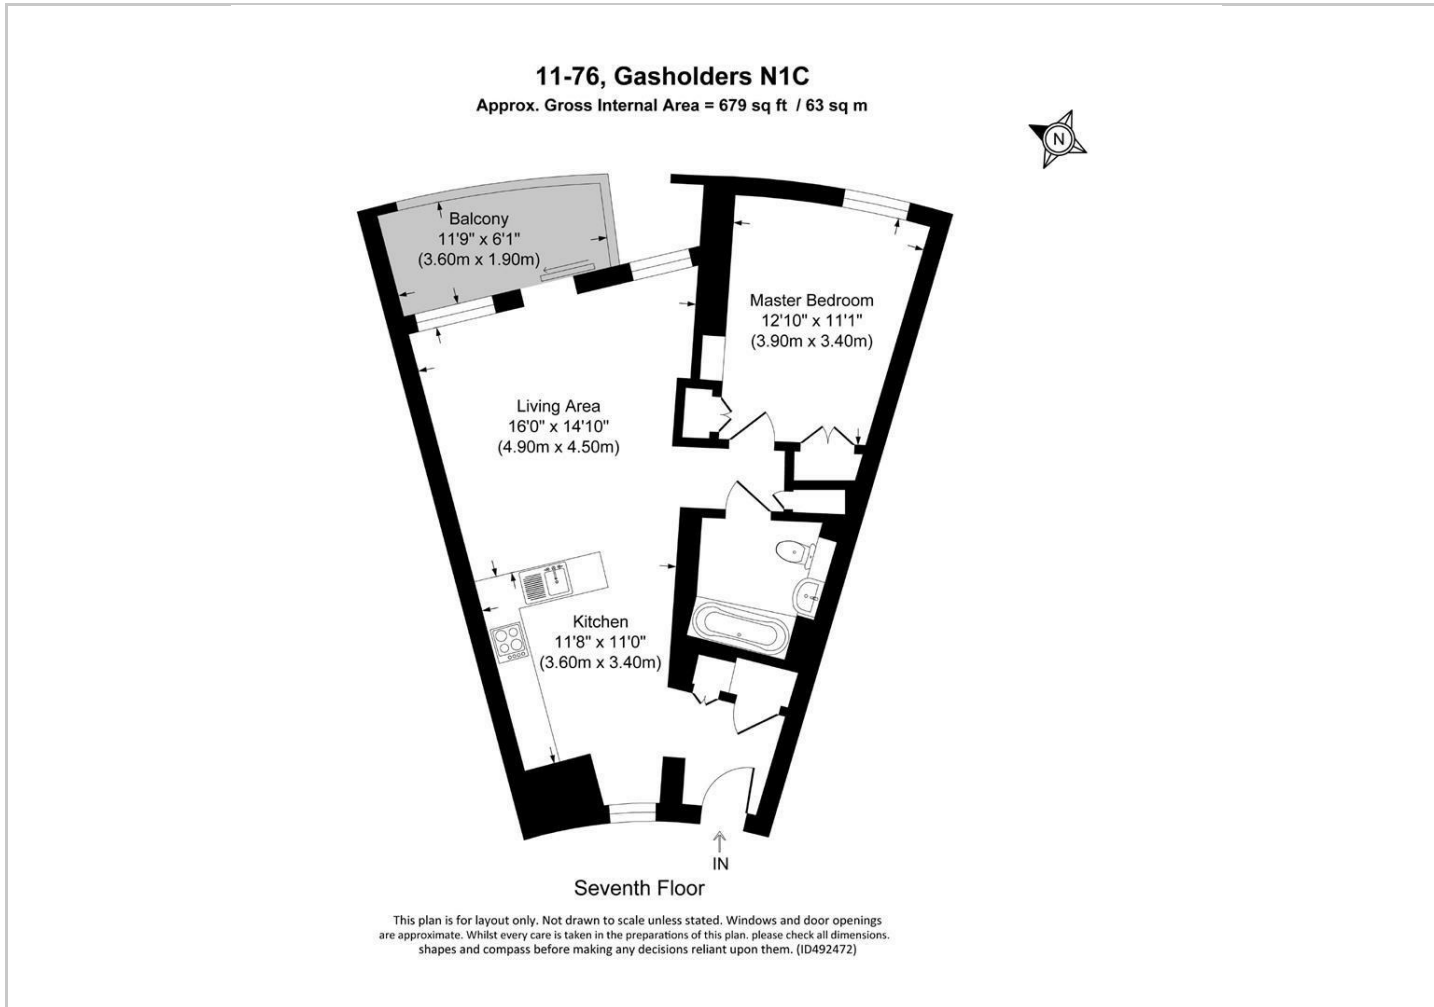 11-76, Gasholders N1C
Approx. Gross Internal Area = 679 sq ft / 63 sq m
N
Balcony
11'9" x 6'1"
(3.60m x 1.90m)
Master Bedroom
12'10" x 11'1"
(3.90m x 3.40m)
Living Area
16'0" x 14'10"
(4.90m x 4.50m)
Kitchen
11'8" x 11'0"
(3.60m x 3.40m)
IN
Seventh Floor
This plan is for layout only. Not drawn to scale unless stated. Windows and door openings
are approximate. Whilst every care is taken in the preparations of this plan. please check all dimensions.
shapes and compass before making any decisions reliant upon them. (ID492472)